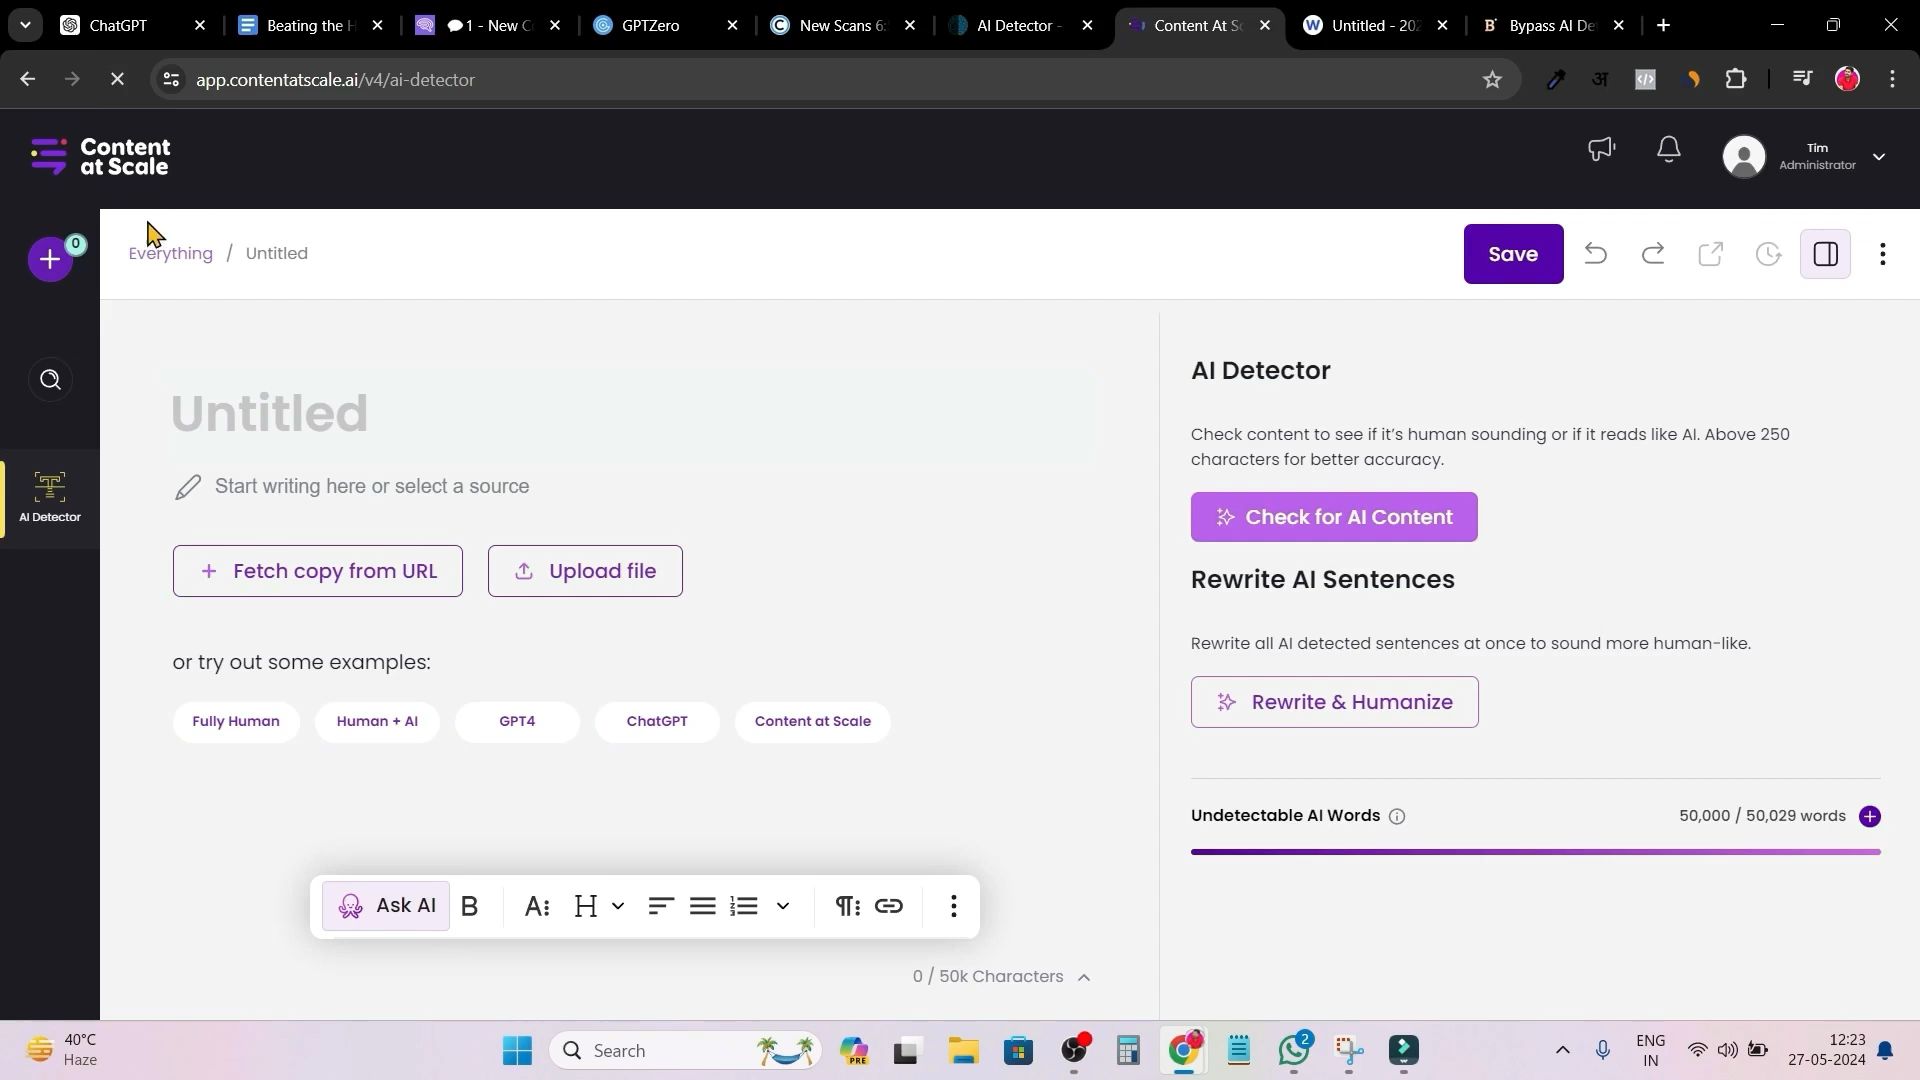 ChatGPT
Beating the H
1 - New C
GPTZero
New Scans 6:
AI Detector -
Content At Sc
Untitled - 202
Bypass AI De
app.contentatscale.ai/v4/ai-detector
Content
at Scale
Tim
Administrator
0
Everything / Untitled
Save
AI Detector
Untitled
Start writing here or select a source
+ Fetch copy from URL
Upload file
or try out some examples:
Fully Human
Human + AI
GPT4
ChatGPT
Content at Scale
Ask AI
B
A
H
0 / 50k Characters
AI Detector
Check content to see if it's human sounding or if it reads like AI. Above 250
characters for better accuracy.
Check for AI Content
Rewrite AI Sentences
Rewrite all AI detected sentences at once to sound more human-like.
Rewrite & Humanize
Undetectable AI Words
50,000 / 50,029 words
40°C
Haze
Search
PRE
2
ENG
IN
12:23
27-05-2024